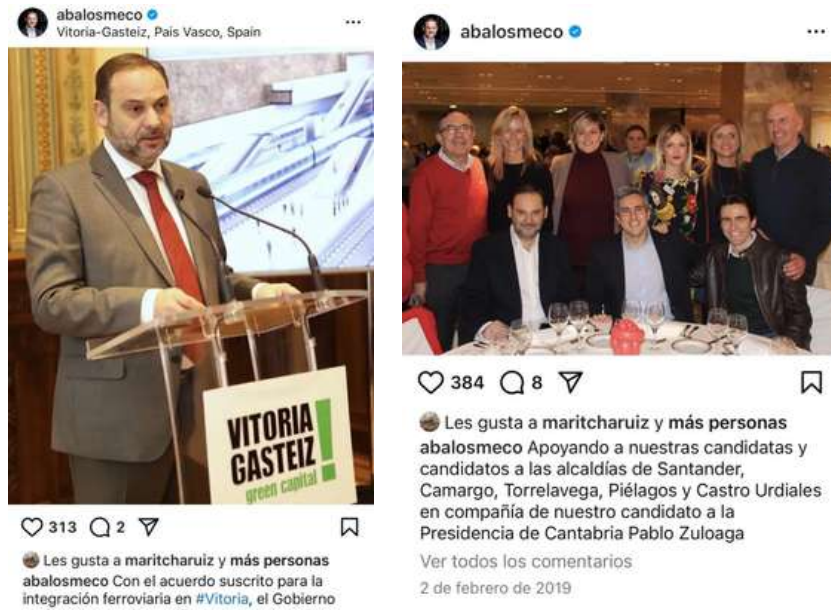 abalosmeco
Vitoria-Gasteiz, País Vasco, Spain
VITORIA
GASTEIZ
green capital
!
313 2
Les gusta a maritcharuiz y más personas
abalosmeco Con el acuerdo suscrito para la
integración ferroviaria en #Vitoria, el Gobierno
abalosmeco
384 8
Les gusta a maritcharuiz y más personas
abalosmeco Apoyando a nuestras candidatas y
candidatos a las alcaldías de Santander,
Camargo, Torrelavega, Piélagos y Castro Urdiales
en compañía de nuestro candidato a la
Presidencia de Cantabria Pablo Zuloaga
Ver todos los comentarios
2 de febrero de 2019